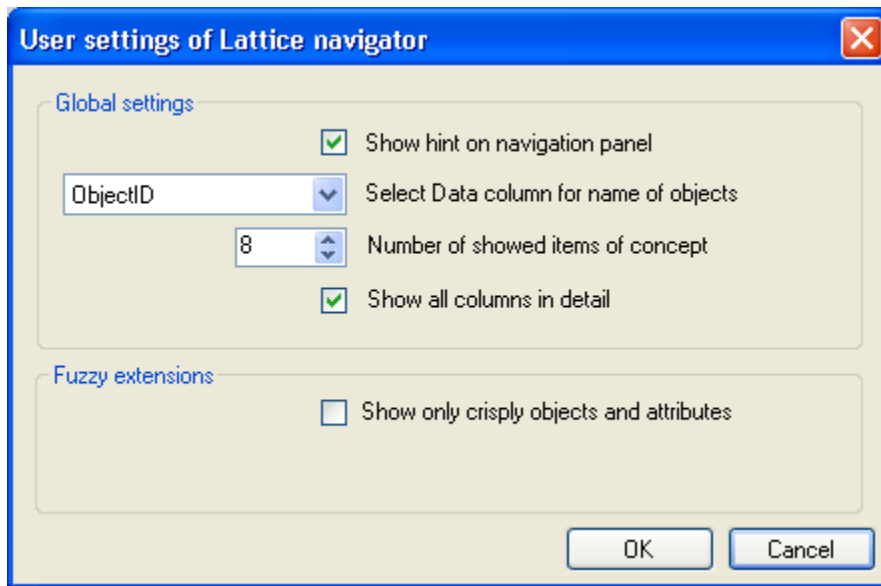 User settings of Lattice navigator
Global settings
Show hint on navigation panel
ObjectID Select Data column for name of objects
8 Number of showed items of concept
Show all columns in detail
Fuzzy extensions
Show only crisply objects and attributes
OK Cancel